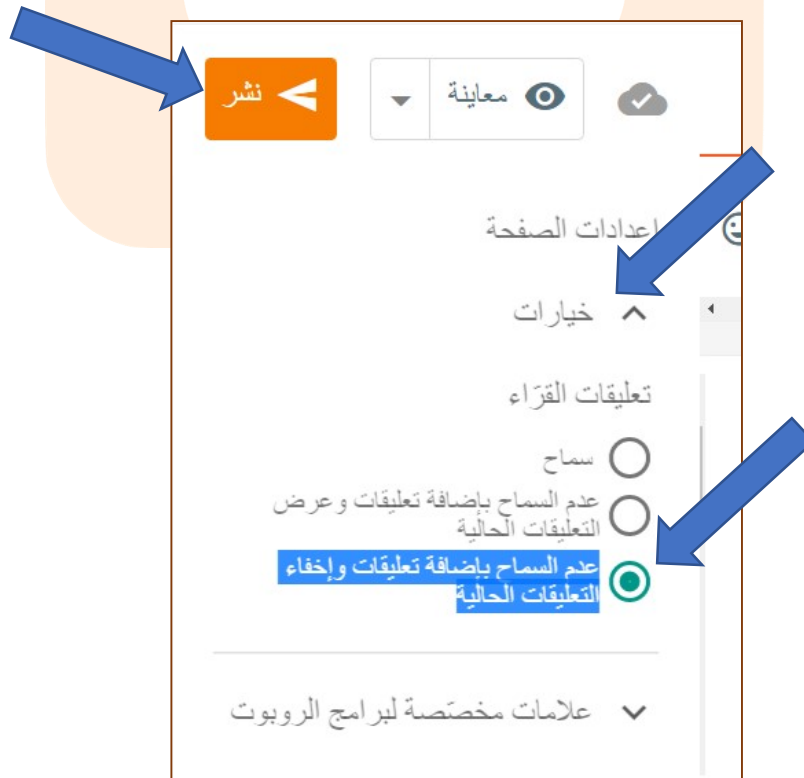 معاينة
نشر
إعدادات الصفحة
خيارات
تعليقات القرّاء
سماح
عدم السماح بإضافة تعليقات وعرض
التعليقات الحالية
عدم السماح بإضافة تعليقات وإخفاء
التعليقات الحالية
علامات مخصّصة لبرامج الروبوت